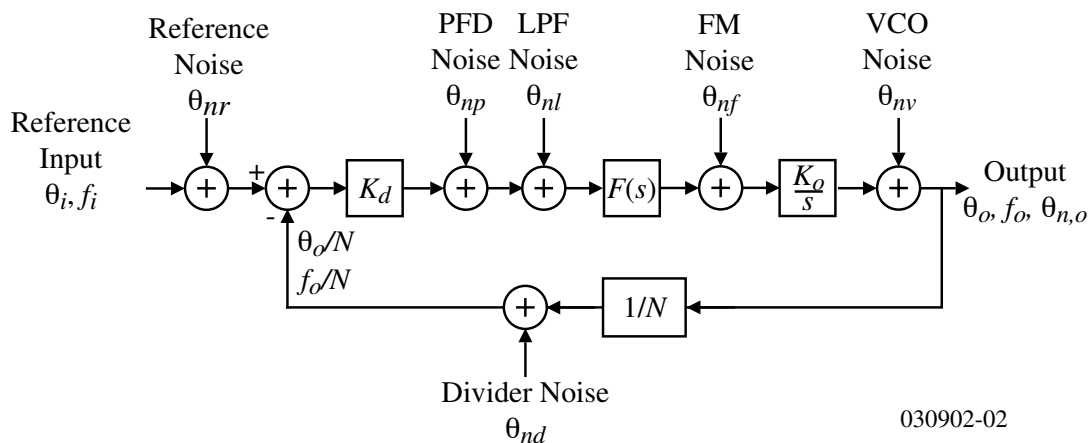 Reference
Noise
θnr
PFD
Noise
θnp
LPF
Noise
θnl
FM
Noise
θnf
VCO
Noise
θnv
Reference
Input
θi, fi
+
+
-
+
Kd
+
+
F(s)
+
Ko
s
+
Output
θo, fo, θn,o
θo/N
fo/N
+
1/N
Divider Noise
θnd
030902-02